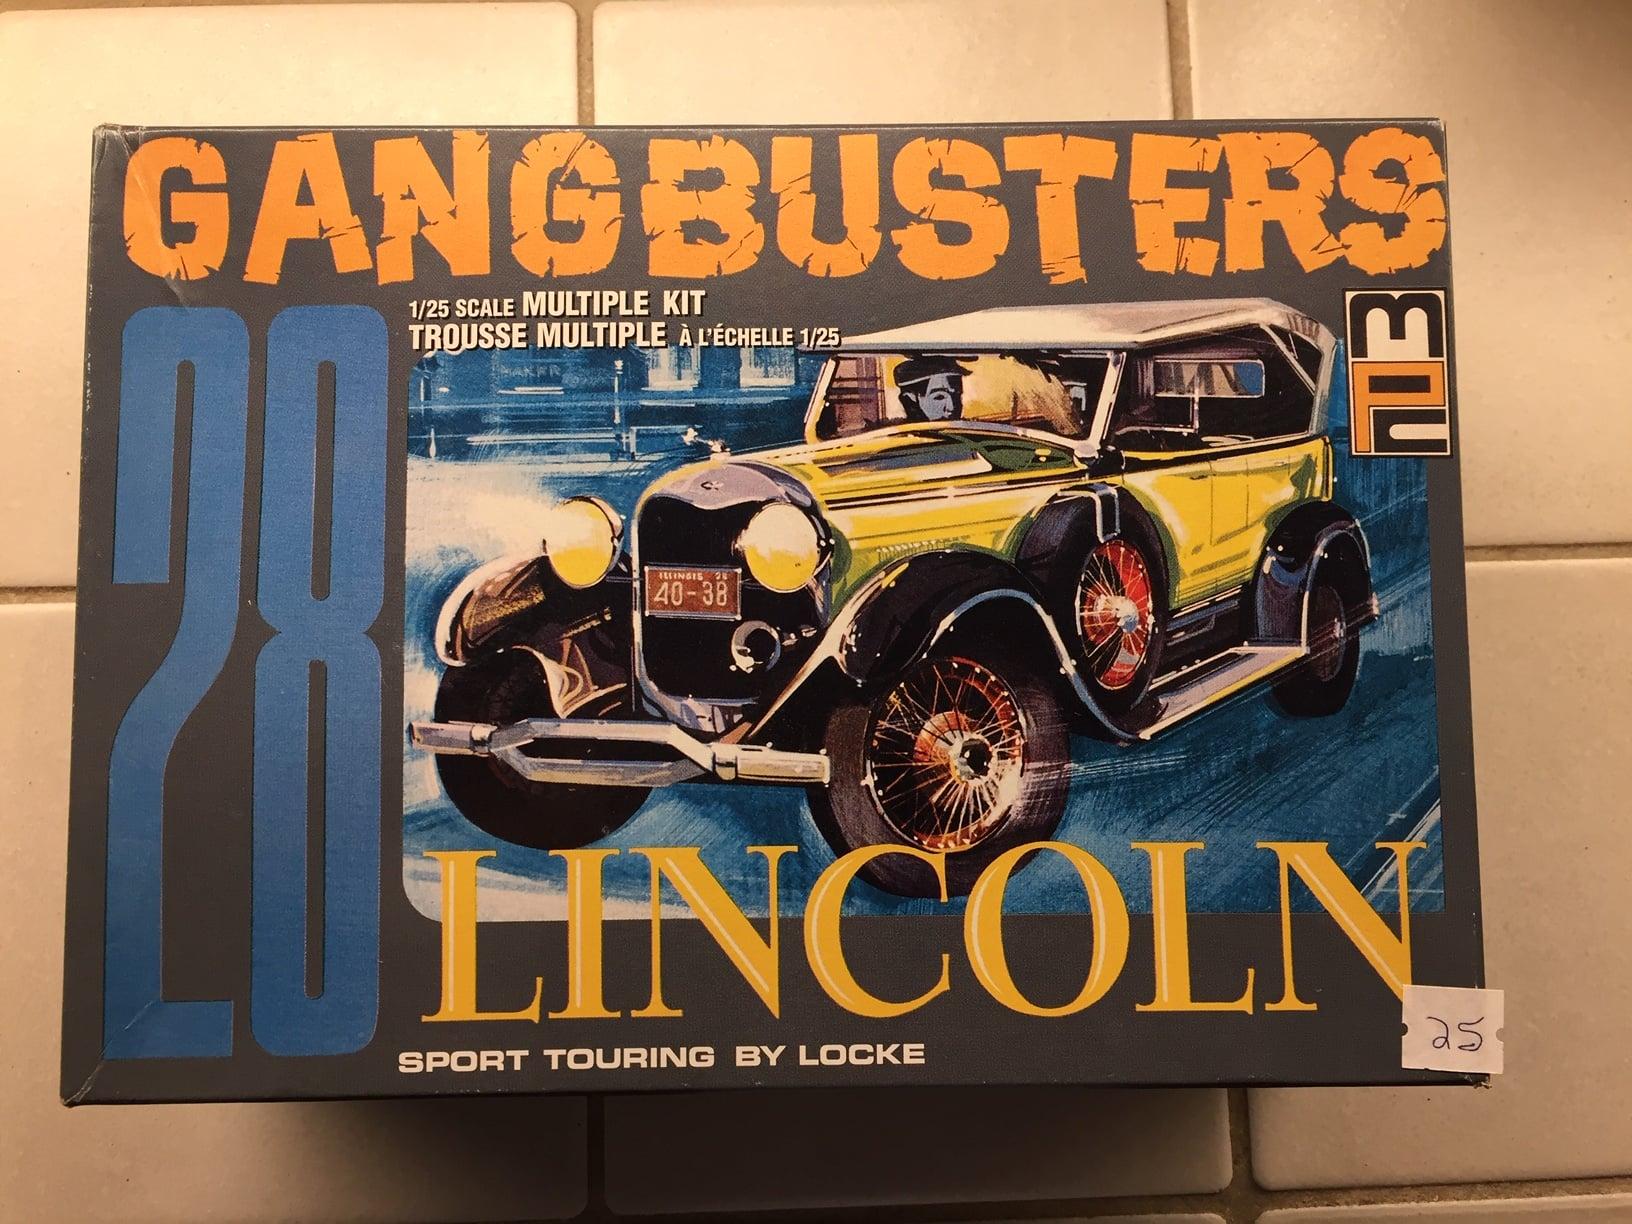 GANGBUSTERS
1/25 SCALE MULTIPLE KIT
TROUSSE MULTIPLE À L'ÉCHELLE 1/25
mpc
28
BAKER
ILLINOIS 28
40-38
LINCOLN
SPORT TOURING BY LOCKE
25